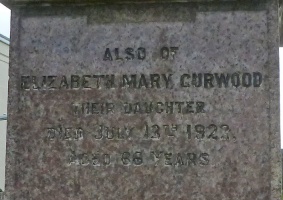 ALSO OF
ELIZABETH MARY CURWOOD
THEIR DAUGHTER
DIED JULY 13TH 1923.
AGED 66 YEARS